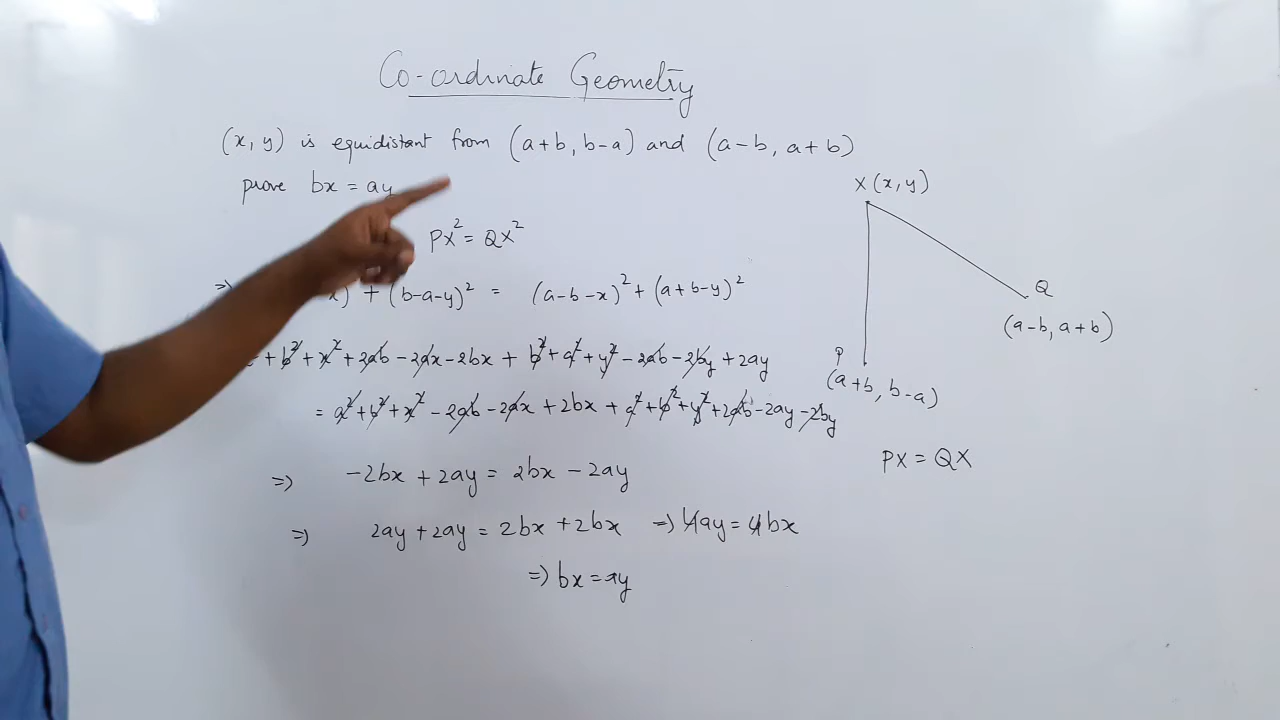 Co-ordinate Geometry
(x, y) is equidistant from (a+b, b-a) and (a-b, a+b)
prove bx = ay
PX² = QX²
=> x) + (b-a-y)² = (a-b-x)² + (a+b-y)²
+ b² + x² + 2ab - 2ax - 2bx + b² + a² + y² - 2ab - 2by + 2ay
= a² + b² + x² - 2ab - 2ax + 2bx + a² + b² + y² + 2ab - 2ay - 2by
=> -2bx + 2ay = 2bx - 2ay
=> 2ay + 2ay = 2bx + 2bx => 4ay = 4bx
=> bx = ay
X (x, y)
Q
(a-b, a+b)
P
(a+b, b-a)
PX = QX